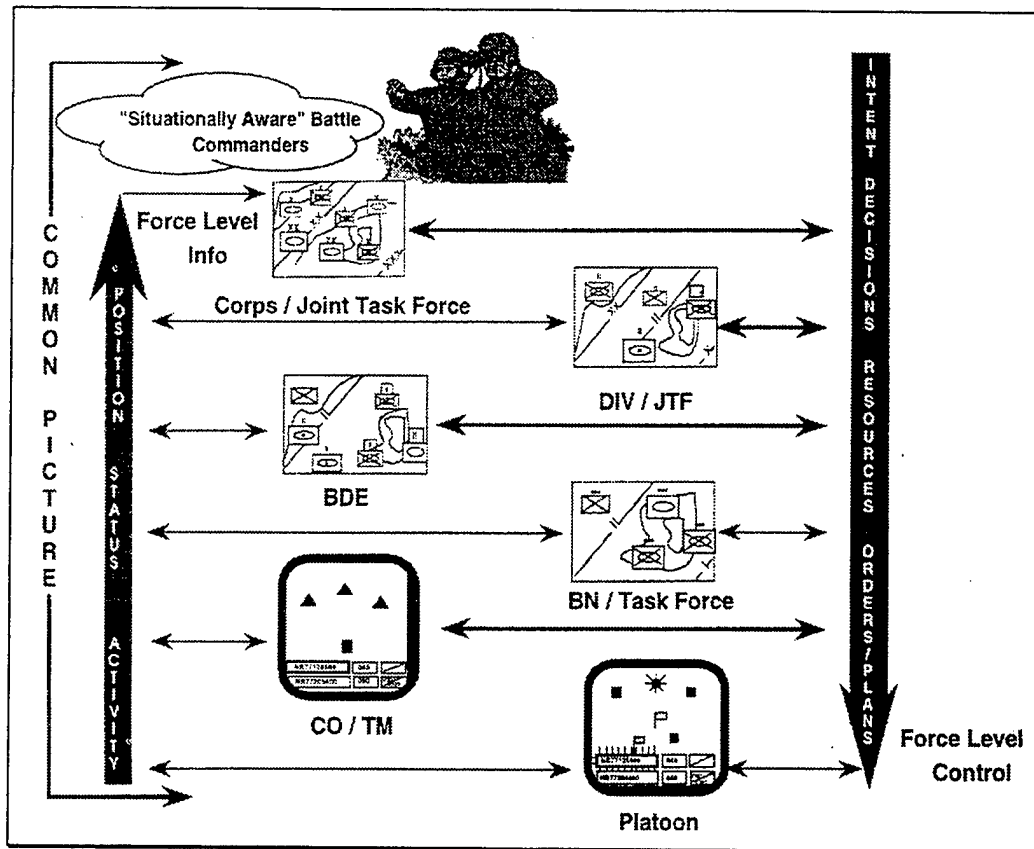 "Situationally Aware" Battle
Commanders
COMMON PICTURE
POSITION STATUS ACTIVITY
Force Level
Info
Corps / Joint Task Force
DIV / JTF
BDE
BN / Task Force
CO / TM
Platoon
INTENT DECISIONS RESOURCES ORDERS/PLANS
Force Level
Control